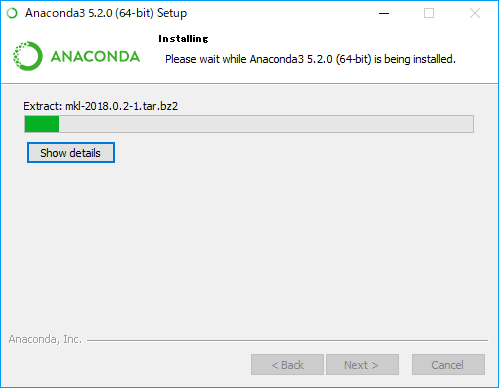 Anaconda3 5.2.0 (64-bit) Setup
ANACONDA
Installing
Please wait while Anaconda3 5.2.0 (64-bit) is being installed.
Extract: mkl-2018.0.2-1.tar.bz2
Show details
Anaconda, Inc.
< Back
Next >
Cancel